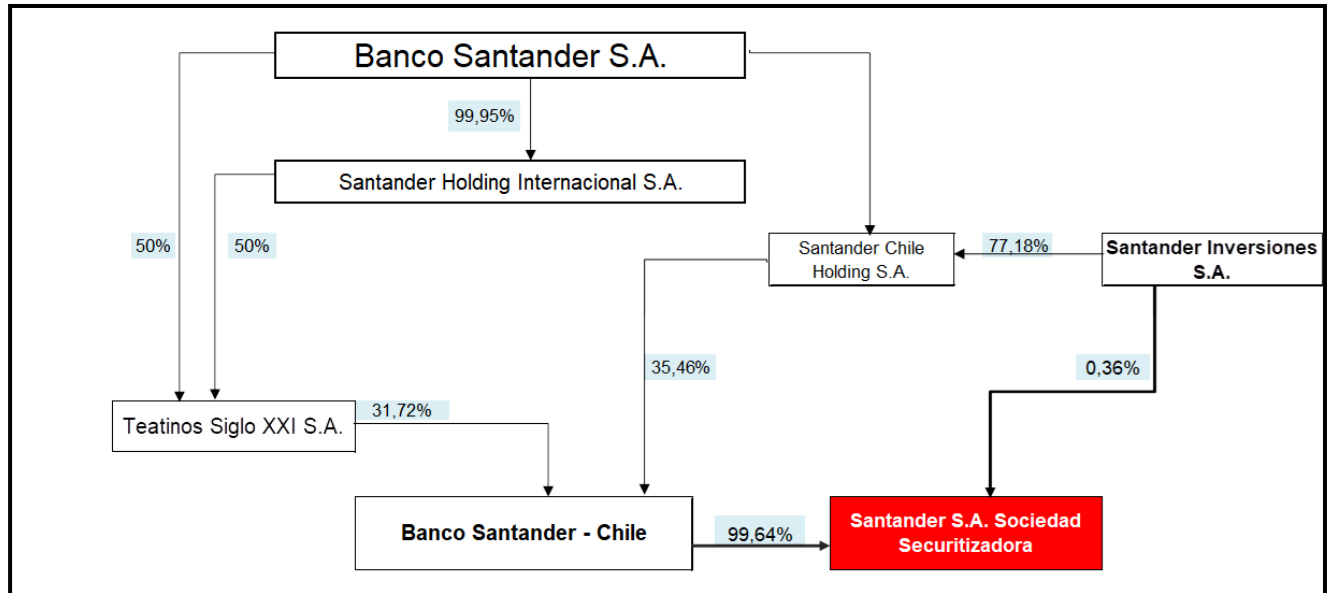 Banco Santander S.A.
99,95%
Santander Holding Internacional S.A.
50%
50%
Santander Chile
Holding S.A.
77,18%
Santander Inversiones
S.A.
35,46%
0,36%
Teatinos Siglo XXI S.A.
31,72%
Banco Santander - Chile
99,64%
Santander S.A. Sociedad
Securitizadora